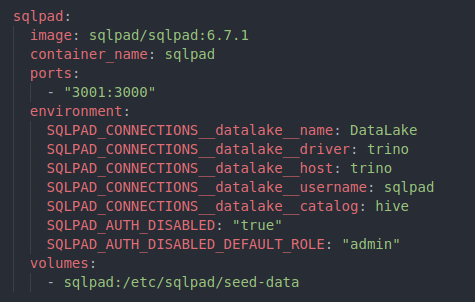 sqlpad:
  image: sqlpad/sqlpad:6.7.1
  container_name: sqlpad
  ports:
    - "3001:3000"
  environment:
    SQLPAD_CONNECTIONS__datalake__name: DataLake
    SQLPAD_CONNECTIONS__datalake__driver: trino
    SQLPAD_CONNECTIONS__datalake__host: trino
    SQLPAD_CONNECTIONS__datalake__username: sqlpad
    SQLPAD_CONNECTIONS__datalake__catalog: hive
    SQLPAD_AUTH_DISABLED: "true"
    SQLPAD_AUTH_DISABLED_DEFAULT_ROLE: "admin"
  volumes:
    - sqlpad:/etc/sqlpad/seed-data